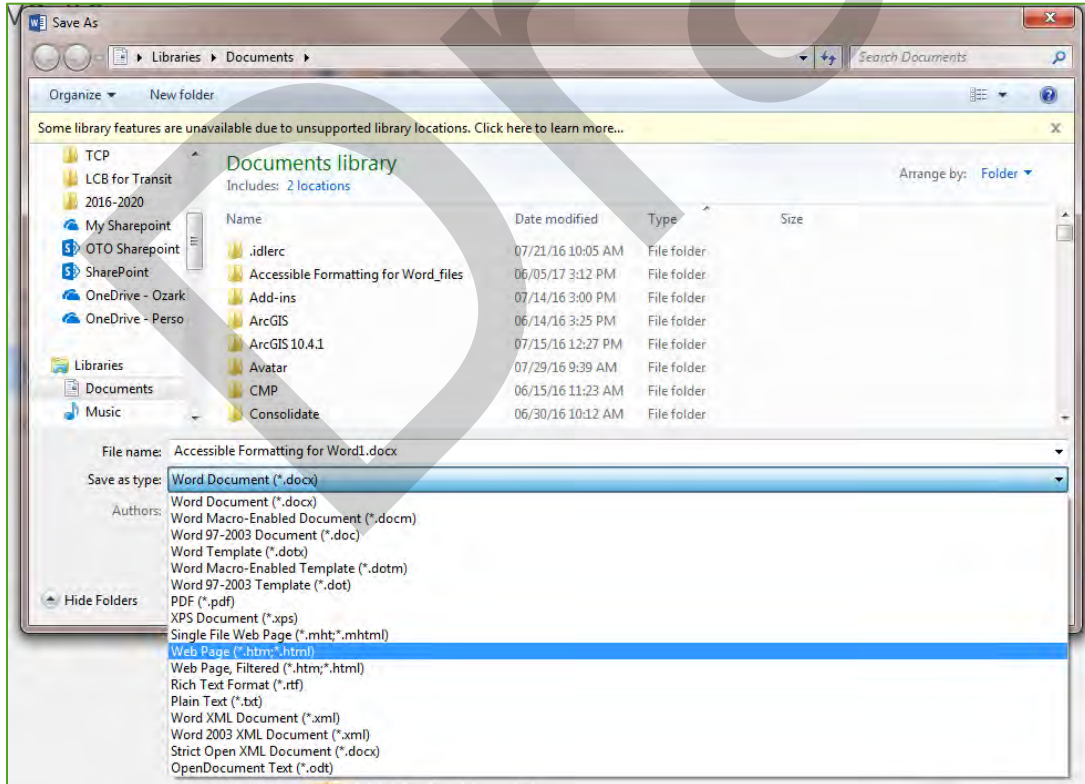 Save As
Libraries Documents
Search Documents
Organize New folder
Some library features are unavailable due to unsupported library locations. Click here to learn more...
x
TCP
LCB for Transit
2016-2020
My Sharepoint
OTO Sharepoint
SharePoint
OneDrive - Ozark
OneDrive - Perso
Libraries
Documents
Music
Documents library
Includes: 2 locations
Arrange by: Folder
Name Date modified Type Size
.idlerc 07/21/16 10:05 AM File folder
Accessible Formatting for Word_files 06/05/17 3:12 PM File folder
Add-ins 07/14/16 3:00 PM File folder
ArcGIS 06/14/16 3:25 PM File folder
ArcGIS 10.4.1 07/15/16 12:27 PM File folder
Avatar 07/29/16 9:39 AM File folder
CMP 06/15/16 11:23 AM File folder
Consolidate 06/30/16 10:12 AM File folder
File name: Accessible Formatting for Word1.docx
Save as type: Word Document (*.docx)
Authors:
Word Document (*.docx)
Word Macro-Enabled Document (*.docm)
Word 97-2003 Document (*.doc)
Word Template (*.dotx)
Word Macro-Enabled Template (*.dotm)
Word 97-2003 Template (*.dot)
PDF (*.pdf)
XPS Document (*.xps)
Single File Web Page (*.mht;*.mhtml)
Web Page (*.htm;*.html)
Web Page, Filtered (*.htm;*.html)
Rich Text Format (*.rtf)
Plain Text (*.txt)
Word XML Document (*.xml)
Word 2003 XML Document (*.xml)
Strict Open XML Document (*.docx)
OpenDocument Text (*.odt)
Hide Folders